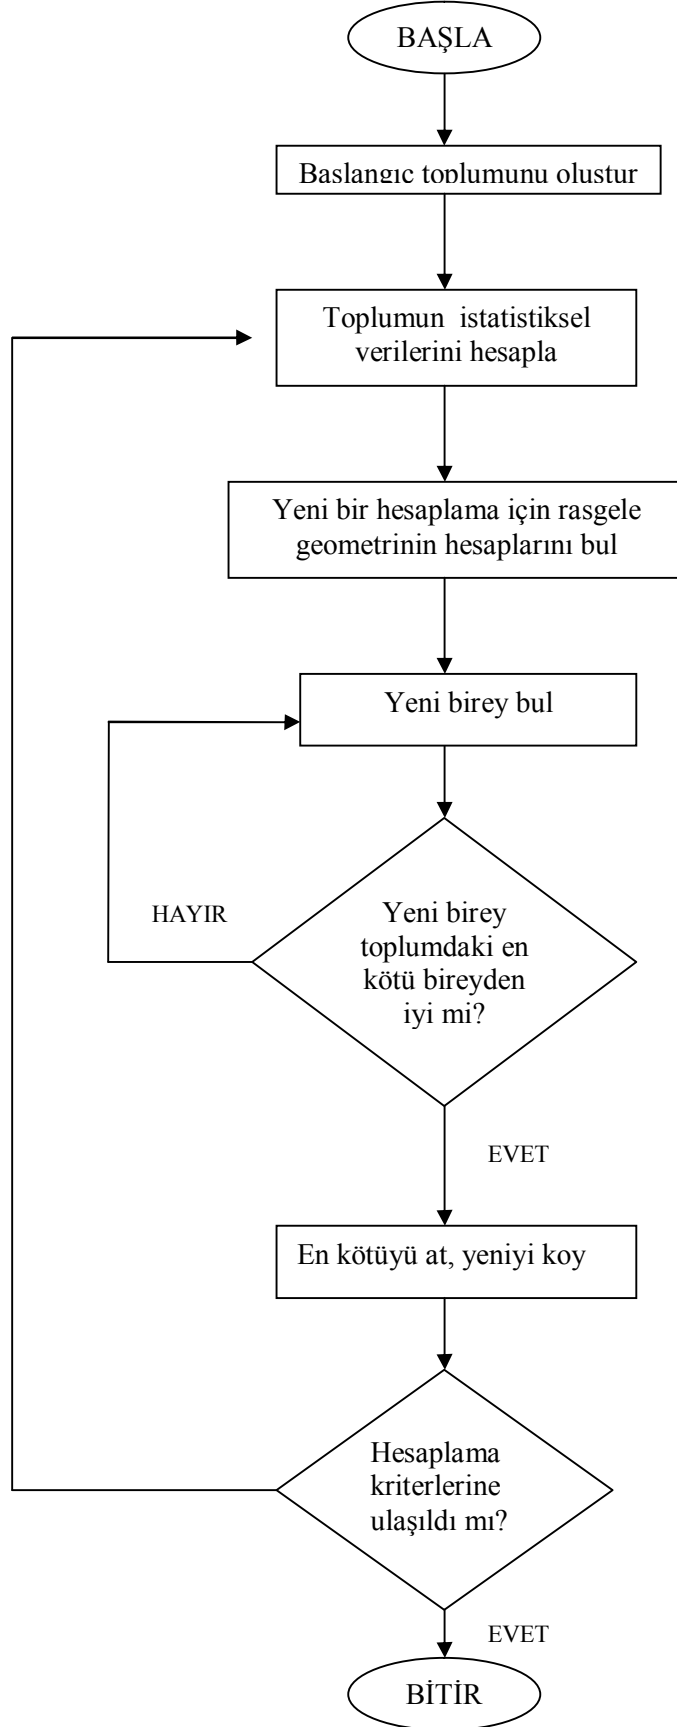 BAŞLA
Başlangıç toplumunu oluştur
Toplumun istatistiksel
verilerini hesapla
Yeni bir hesaplama için rasgele
geometrinin hesaplarını bul
Yeni birey bul
HAYIR
Yeni birey
toplumdaki en
kötü bireyden
iyi mi?
EVET
En kötüyü at, yeniyi koy
Hesaplama
kriterlerine
ulaşıldı mı?
EVET
BİTİR